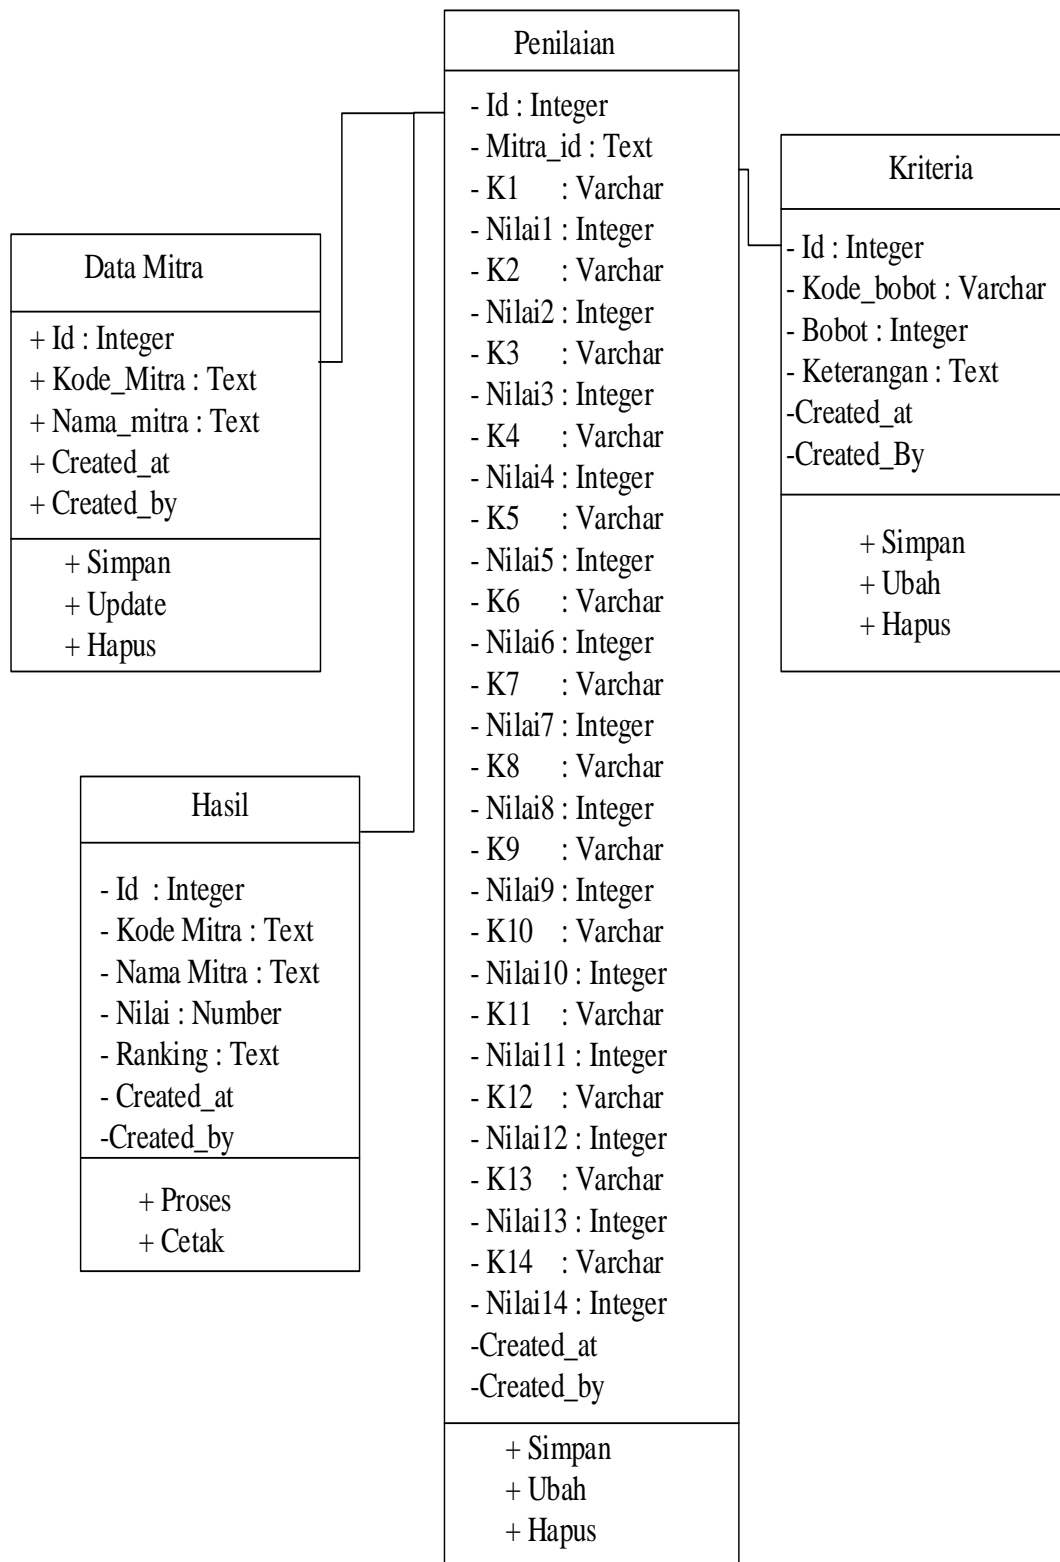 Penilaian
- Id : Integer
- Mitra_id : Text
- K1 : Varchar
- Nilai1 : Integer
- K2 : Varchar
- Nilai2 : Integer
- K3 : Varchar
- Nilai3 : Integer
- K4 : Varchar
- Nilai4 : Integer
- K5 : Varchar
- Nilai5 : Integer
- K6 : Varchar
- Nilai6 : Integer
- K7 : Varchar
- Nilai7 : Integer
- K8 : Varchar
- Nilai8 : Integer
- K9 : Varchar
- Nilai9 : Integer
- K10 : Varchar
- Nilai10 : Integer
- K11 : Varchar
- Nilai11 : Integer
- K12 : Varchar
- Nilai12 : Integer
- K13 : Varchar
- Nilai13 : Integer
- K14 : Varchar
- Nilai14 : Integer
-Created_at
-Created_by
+ Simpan
+ Ubah
+ Hapus
Kriteria
- Id : Integer
- Kode_bobot : Varchar
- Bobot : Integer
- Keterangan : Text
-Created_at
-Created_By
+ Simpan
+ Ubah
+ Hapus
Data Mitra
+ Id : Integer
+ Kode_Mitra : Text
+ Nama_mitra : Text
+ Created_at
+ Created_by
+ Simpan
+ Update
+ Hapus
Hasil
- Id : Integer
- Kode Mitra : Text
- Nama Mitra : Text
- Nilai : Number
- Ranking : Text
- Created_at
-Created_by
+ Proses
+ Cetak